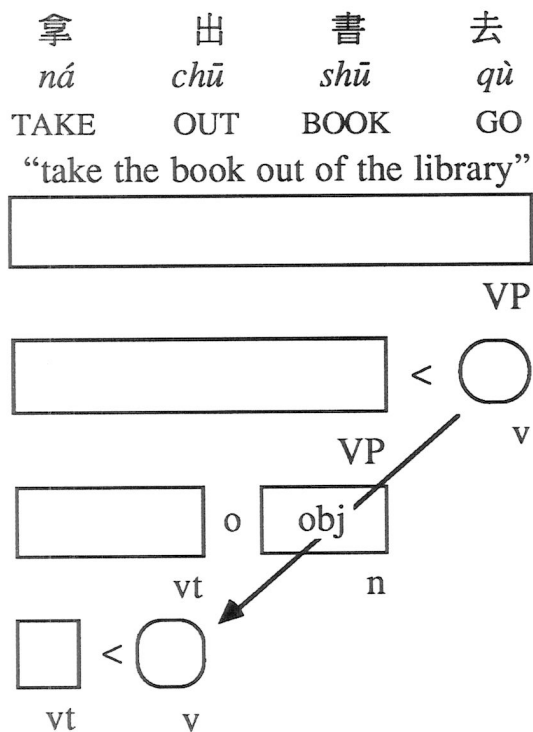 拿 出 書 去
ná chū shū qù
TAKE OUT BOOK GO
“take the book out of the library”
VP
<
v
VP
o obj
vt n
<
vt v